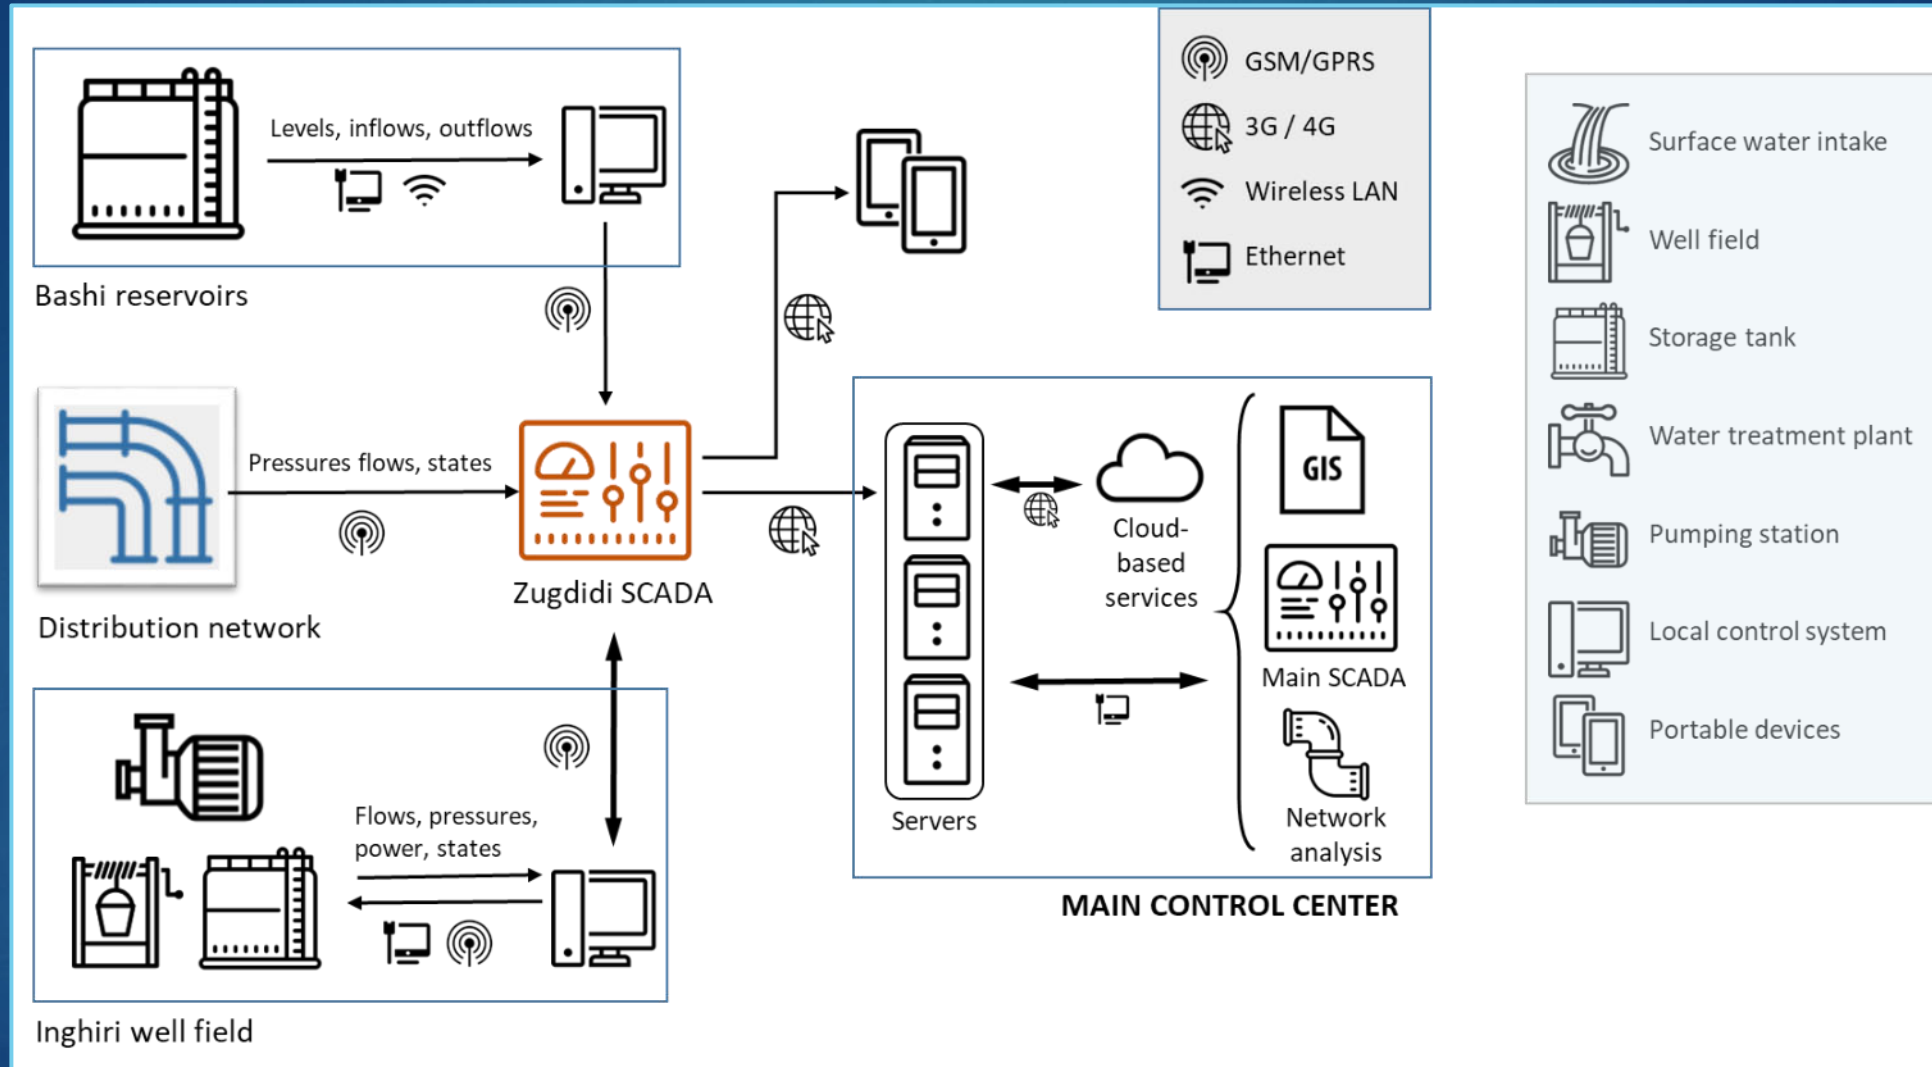 Levels, inflows, outflows
Bashi reservoirs
GSM/GPRS
3G / 4G
Wireless LAN
Ethernet
Pressures flows, states
Distribution network
Zugdidi SCADA
Flows, pressures,
power, states
Inghiri well field
Servers
Cloud-
based
services
GIS
Main SCADA
Network
analysis
MAIN CONTROL CENTER
Surface water intake
Well field
Storage tank
Water treatment plant
Pumping station
Local control system
Portable devices